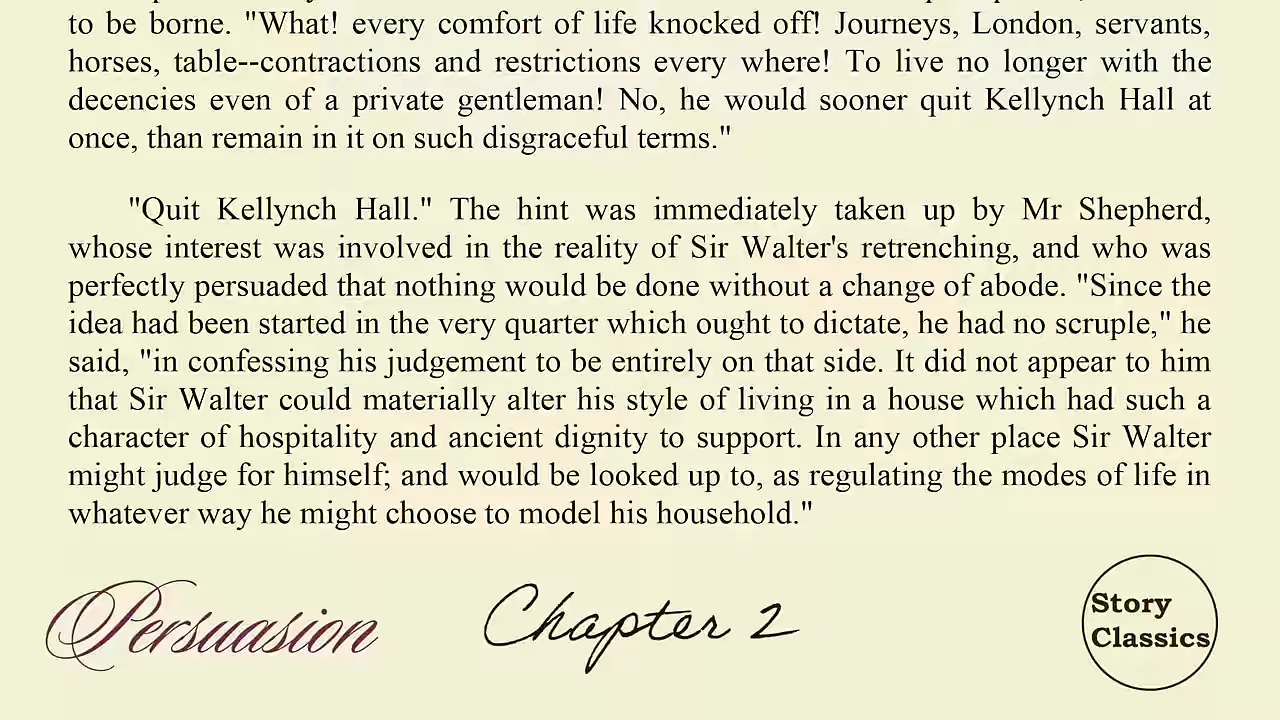 to be borne. "What! every comfort of life knocked off! Journeys, London, servants,
horses, table--contractions and restrictions every where! To live no longer with the
decencies even of a private gentleman! No, he would sooner quit Kellynch Hall at
once, than remain in it on such disgraceful terms."
"Quit Kellynch Hall." The hint was immediately taken up by Mr Shepherd,
whose interest was involved in the reality of Sir Walter's retrenching, and who was
perfectly persuaded that nothing would be done without a change of abode. "Since the
idea had been started in the very quarter which ought to dictate, he had no scruple," he
said, "in confessing his judgement to be entirely on that side. It did not appear to him
that Sir Walter could materially alter his style of living in a house which had such a
character of hospitality and ancient dignity to support. In any other place Sir Walter
might judge for himself; and would be looked up to, as regulating the modes of life in
whatever way he might choose to model his household."
Persuasion
Chapter 2
Story
Classics